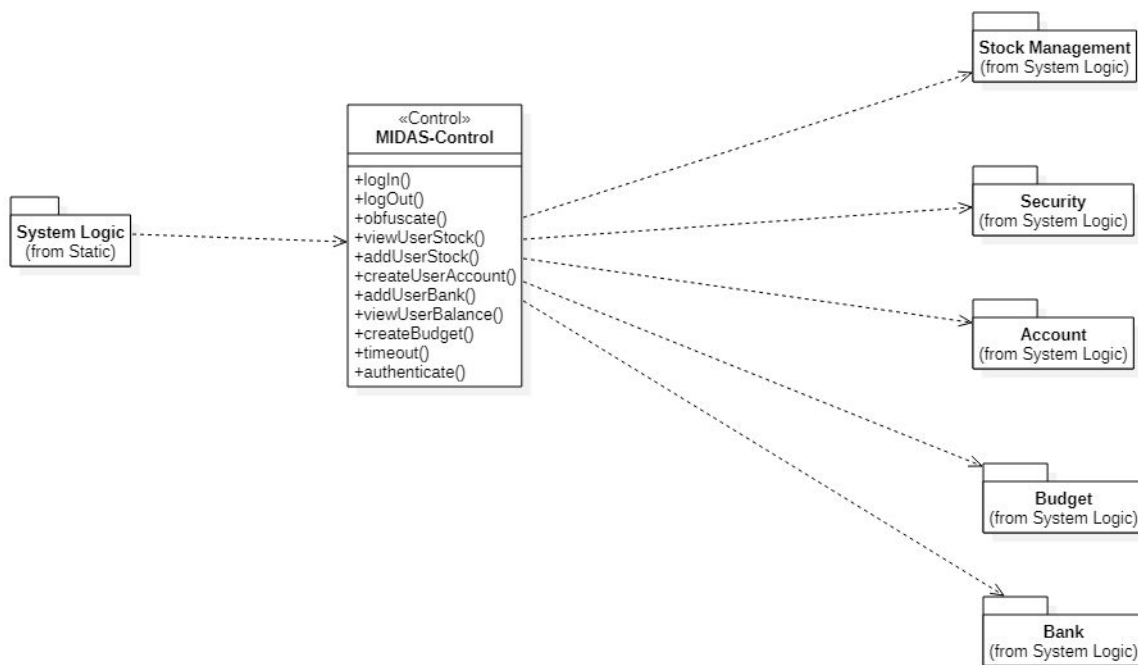 System Logic
(from Static)
«Control»
MIDAS-Control
+logIn()
+logOut()
+obfuscate()
+viewUserStock()
+addUserStock()
+createUserAccount()
+addUserBank()
+viewUserBalance()
+createBudget()
+timeout()
+authenticate()
Stock Management
(from System Logic)
Security
(from System Logic)
Account
(from System Logic)
Budget
(from System Logic)
Bank
(from System Logic)